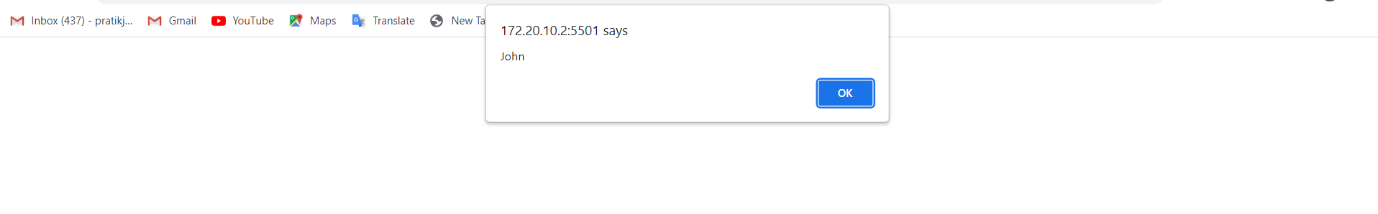 Inbox (437) - pratikj... Gmail YouTube Maps Translate New Ta
172.20.10.2:5501 says
John
OK